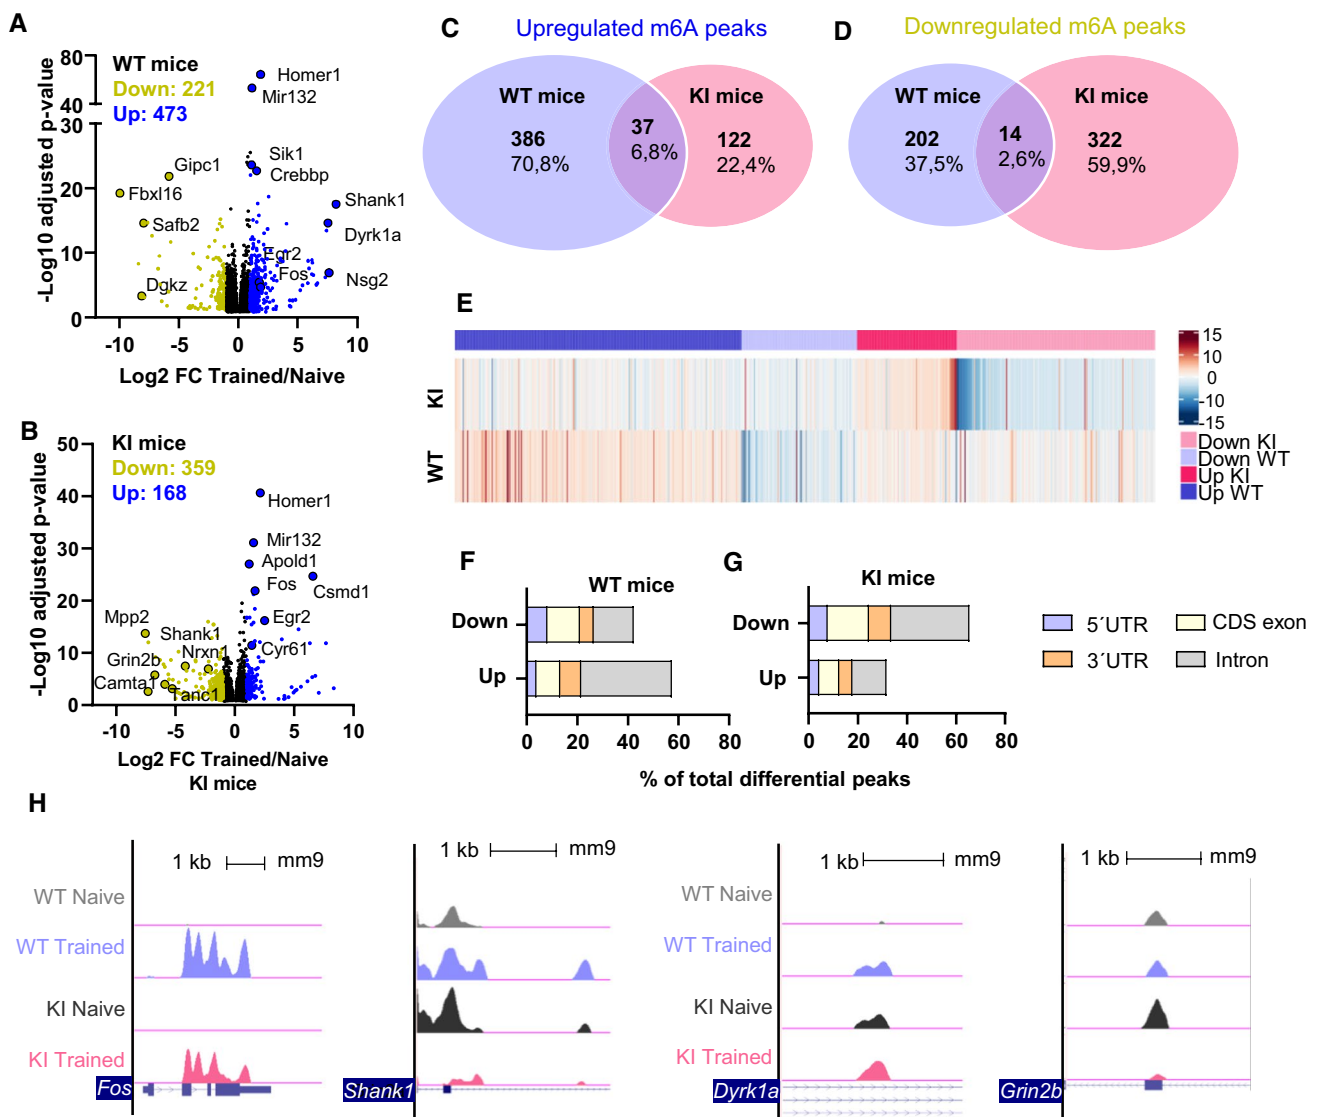 A
WT mice
Down: 221
Up: 473
80
40
30
20
10
0
-Log10 adjusted p-value
Homer1
Mir132
Sik1
Crebbp
Gipc1
Fbxl16
Safb2
Shank1
Dyrk1a
Egr2
Fos
Nsg2
Dgkz
-10 -5 0 5 10
Log2 FC Trained/Naive
B
KI mice
Down: 359
Up: 168
50
40
30
20
10
0
-Log10 adjusted p-value
Homer1
Mir132
Apold1
Fos
Csmd1
Mpp2
Egr2
Shank1
Nrxn1
Cyr61
Grin2b
Camta1
Tanc1
-10 -5 0 5 10
Log2 FC Trained/Naive
KI mice
C
Upregulated m6A peaks
WT mice
KI mice
386
70,8%
37
6,8%
122
22,4%
D
Downregulated m6A peaks
WT mice
KI mice
202
37,5%
14
2,6%
322
59,9%
E
KI
WT
15
10
0
-10
-15
Down KI
Down WT
Up KI
Up WT
F
WT mice
Down
Up
0 20 40 60 80
G
KI mice
Down
Up
0 20 40 60 80
% of total differential peaks
5´UTR
CDS exon
3´UTR
Intron
H
1 kb mm9
WT Naive
WT Trained
KI Naive
KI Trained
Fos
1 kb mm9
Shank1
1 kb mm9
WT Naive
WT Trained
KI Naive
KI Trained
Dyrk1a
1 kb mm9
Grin2b